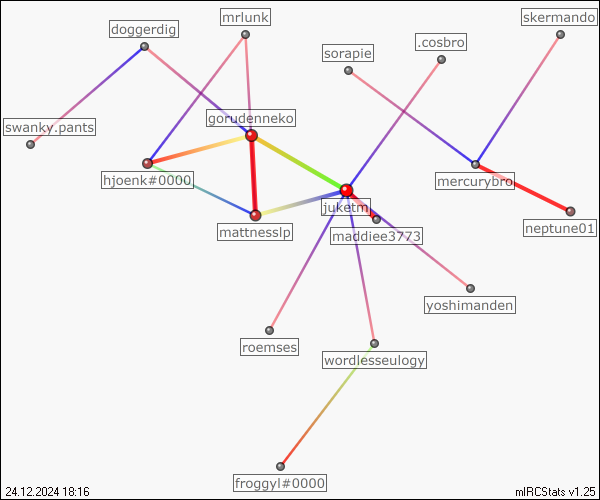 mrlunk
skermando
doggerdig
.cosbro
sorapie
gorudenneko
swanky.pants
hjoenk#0000
mercurybro
juketm
neptune01
mattnesslp
maddiee3773
yoshimanden
roemses
wordlesseulogy
froggyl#0000
24.12.2024 18:16
mIRCStats v1.25